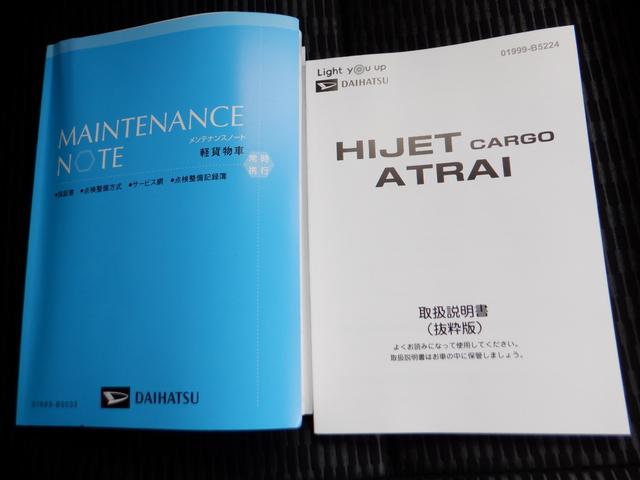 MAINTENANCE
NOTE
メンテナンスノート
軽貨物車
常時
携行
●保証書 ●点検整備方式 ●サービス網 ●点検整備記録簿
DAIHATSU
01999-B5033
01999-B5224
Light you up
DAIHATSU
HIJET CARGO
ATRAI
取扱説明書
(抜粋版)
よくお読みになって使用してください。
取扱説明書はお車の中に保管しましょう。